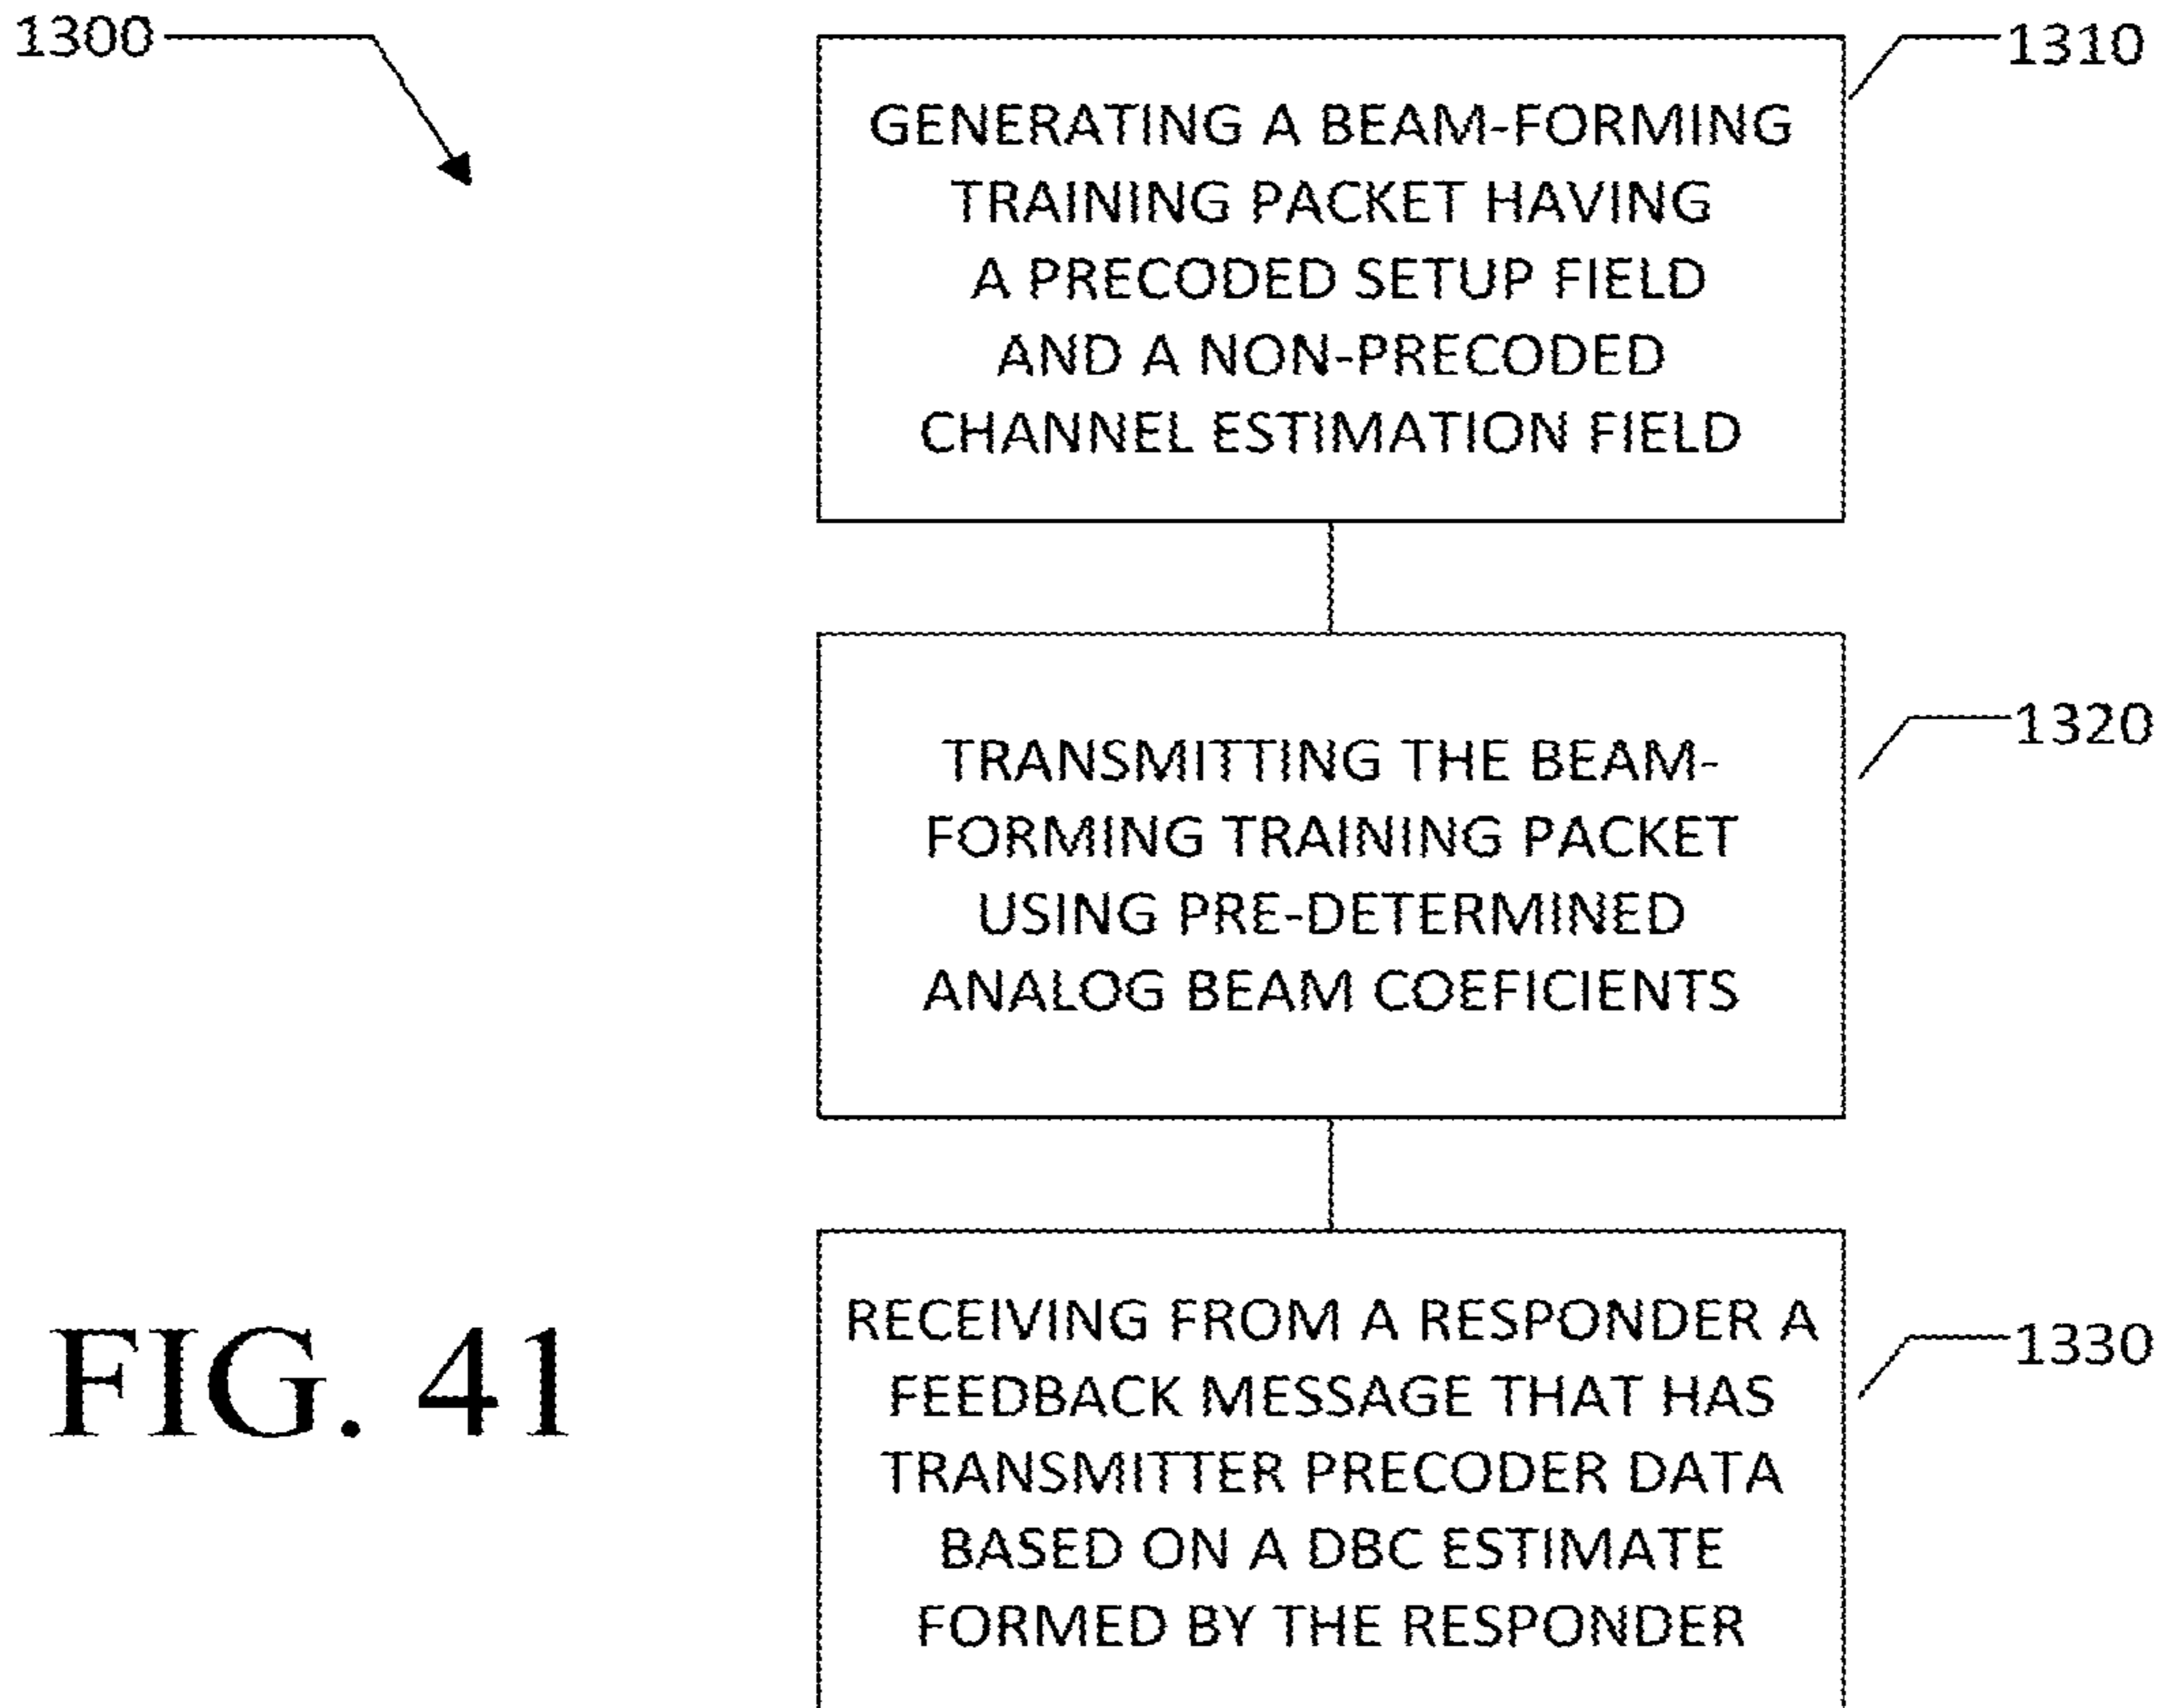 1300
1310
GENERATING A BEAM-FORMING
TRAINING PACKET HAVING
A PRECODED SETUP FIELD
AND A NON-PRECODED
CHANNEL ESTIMATION FIELD
1320
TRANSMITTING THE BEAM-
FORMING TRAINING PACKET
USING PRE-DETERMINED
ANALOG BEAM COEFICIENTS
1330
RECEIVING FROM A RESPONDER A
FEEDBACK MESSAGE THAT HAS
TRANSMITTER PRECODER DATA
BASED ON A DBC ESTIMATE
FORMED BY THE RESPONDER
FIG. 41